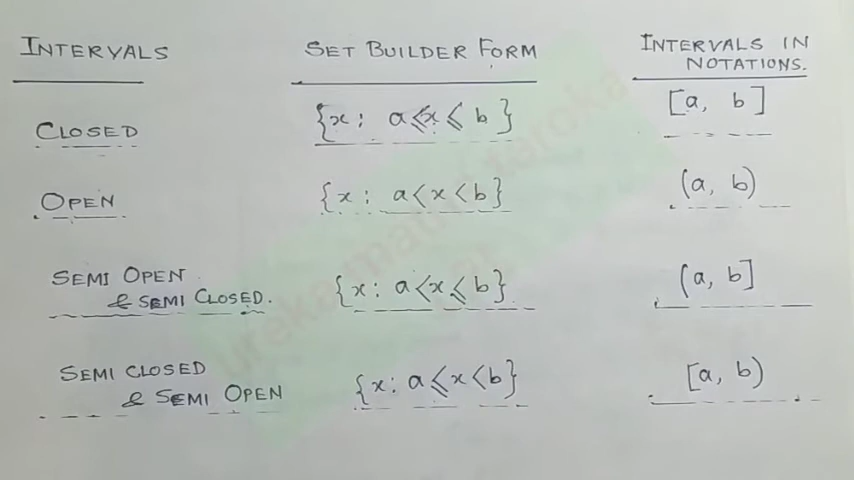 INTERVALS SET BUILDER FORM INTERVALS IN
NOTATIONS.
CLOSED {x: a⩽x⩽b} [a, b]
OPEN {x: a<x<b} (a, b)
SEMI OPEN
& SEMI CLOSED. {x: a<x⩽b} (a, b]
SEMI CLOSED
& SEMI OPEN {x: a⩽x<b} [a, b)